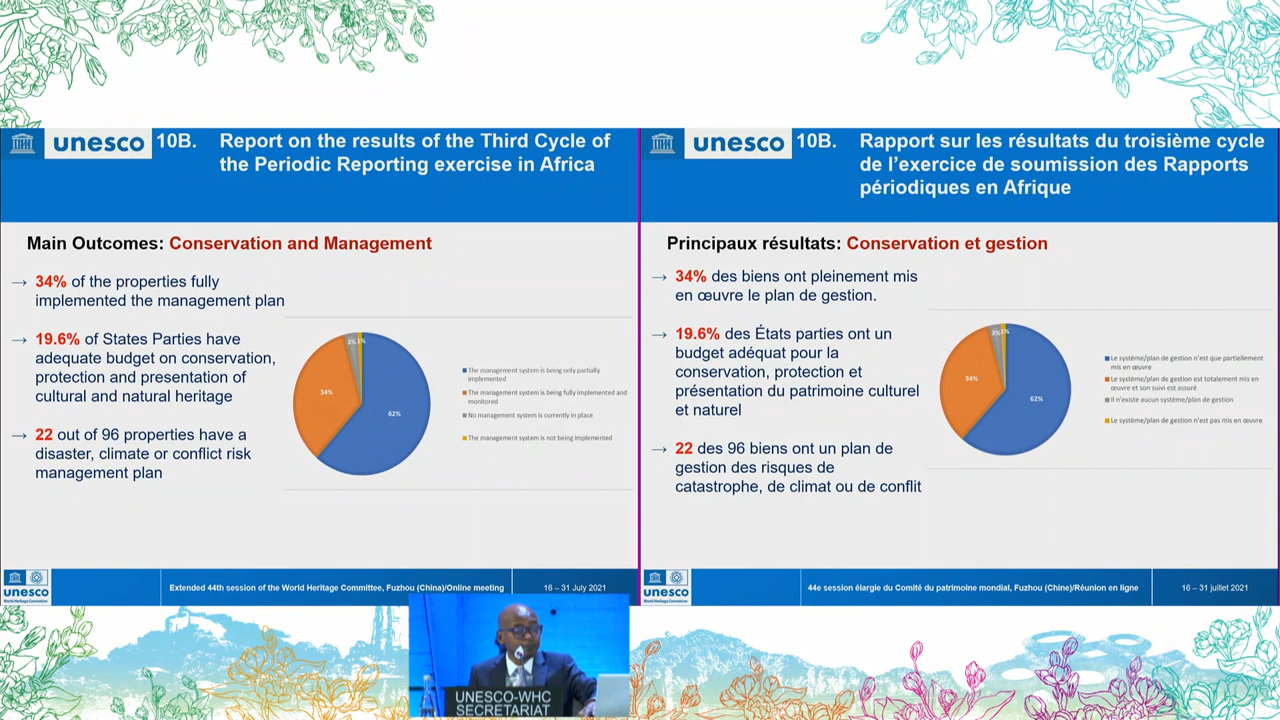 unesco
10B.
Report on the results of the Third Cycle of
the Periodic Reporting exercise in Africa
Main Outcomes: Conservation and Management
→ 34% of the properties fully
implemented the management plan
→ 19.6% of States Parties have
adequate budget on conservation,
protection and presentation of
cultural and natural heritage
→ 22 out of 96 properties have a
disaster, climate or conflict risk
management plan
3%
1%
34%
62%
The management system is being only partially
implemented
The management system is being fully implemented and
monitored
No management system is currently in place
The management system is not being implemented
unesco
World Heritage Convention
Extended 44th session of the World Heritage Committee, Fuzhou (China)/Online meeting
16 – 31 July 2021
unesco
10B.
Rapport sur les résultats du troisième cycle
de l'exercice de soumission des Rapports
périodiques en Afrique
Principaux résultats: Conservation et gestion
→ 34% des biens ont pleinement mis
en œuvre le plan de gestion.
→ 19.6% des États parties ont un
budget adéquat pour la
conservation, protection et
présentation du patrimoine culturel
et naturel
→ 22 des 96 biens ont un plan de
gestion des risques de
catastrophe, de climat ou de conflit
3%
1%
34%
62%
Le système/plan de gestion n'est que partiellement
mis en œuvre
Le système/plan de gestion est totalement mis en
œuvre et son suivi est assuré
Il n'existe aucun système/plan de gestion
Le système/plan de gestion n'est pas mis en œuvre
unesco
World Heritage Convention
44e session élargie du Comité du patrimoine mondial, Fuzhou (Chine)/Réunion en ligne
16 – 31 juillet 2021
UNESCO-WHC
SECRETARIAT